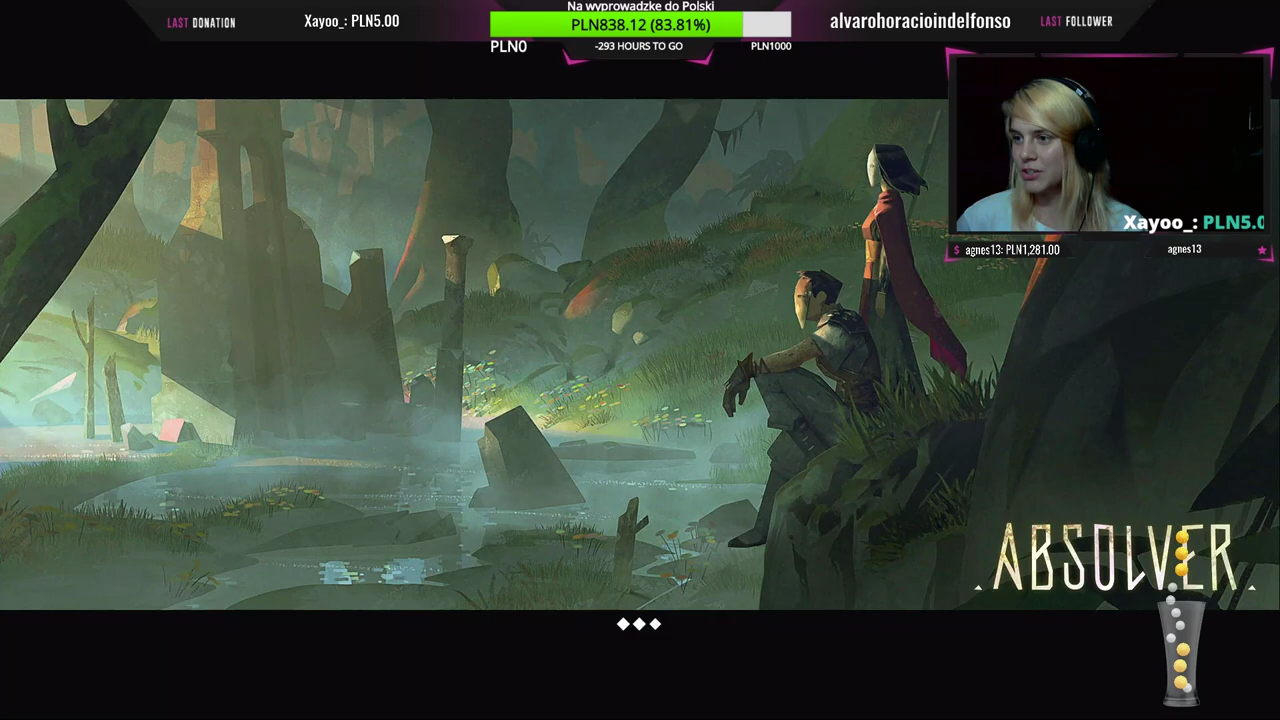 LAST DONATION
Xayoo_: PLN5.00
Na wyprowadzke do Polski
PLN838.12 (83.81%)
PLN0
-293 HOURS TO GO
PLN1000
alvarohoracioindelfonso
LAST FOLLOWER
Xayoo_: PLN5.0
$ agnes13: PLN1,281.00
agnes13
ABSOLVER